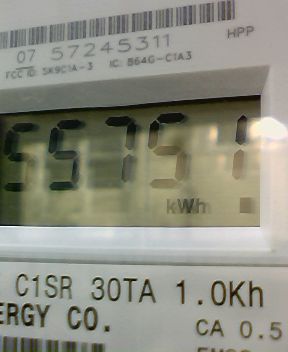 07 57245311
HPP
FCC ID: SK9C1A-3 IC: 864G-C1A3
55751
kWh
C1SR 30TA 1.0Kh
ERGY CO.
CA 0.5